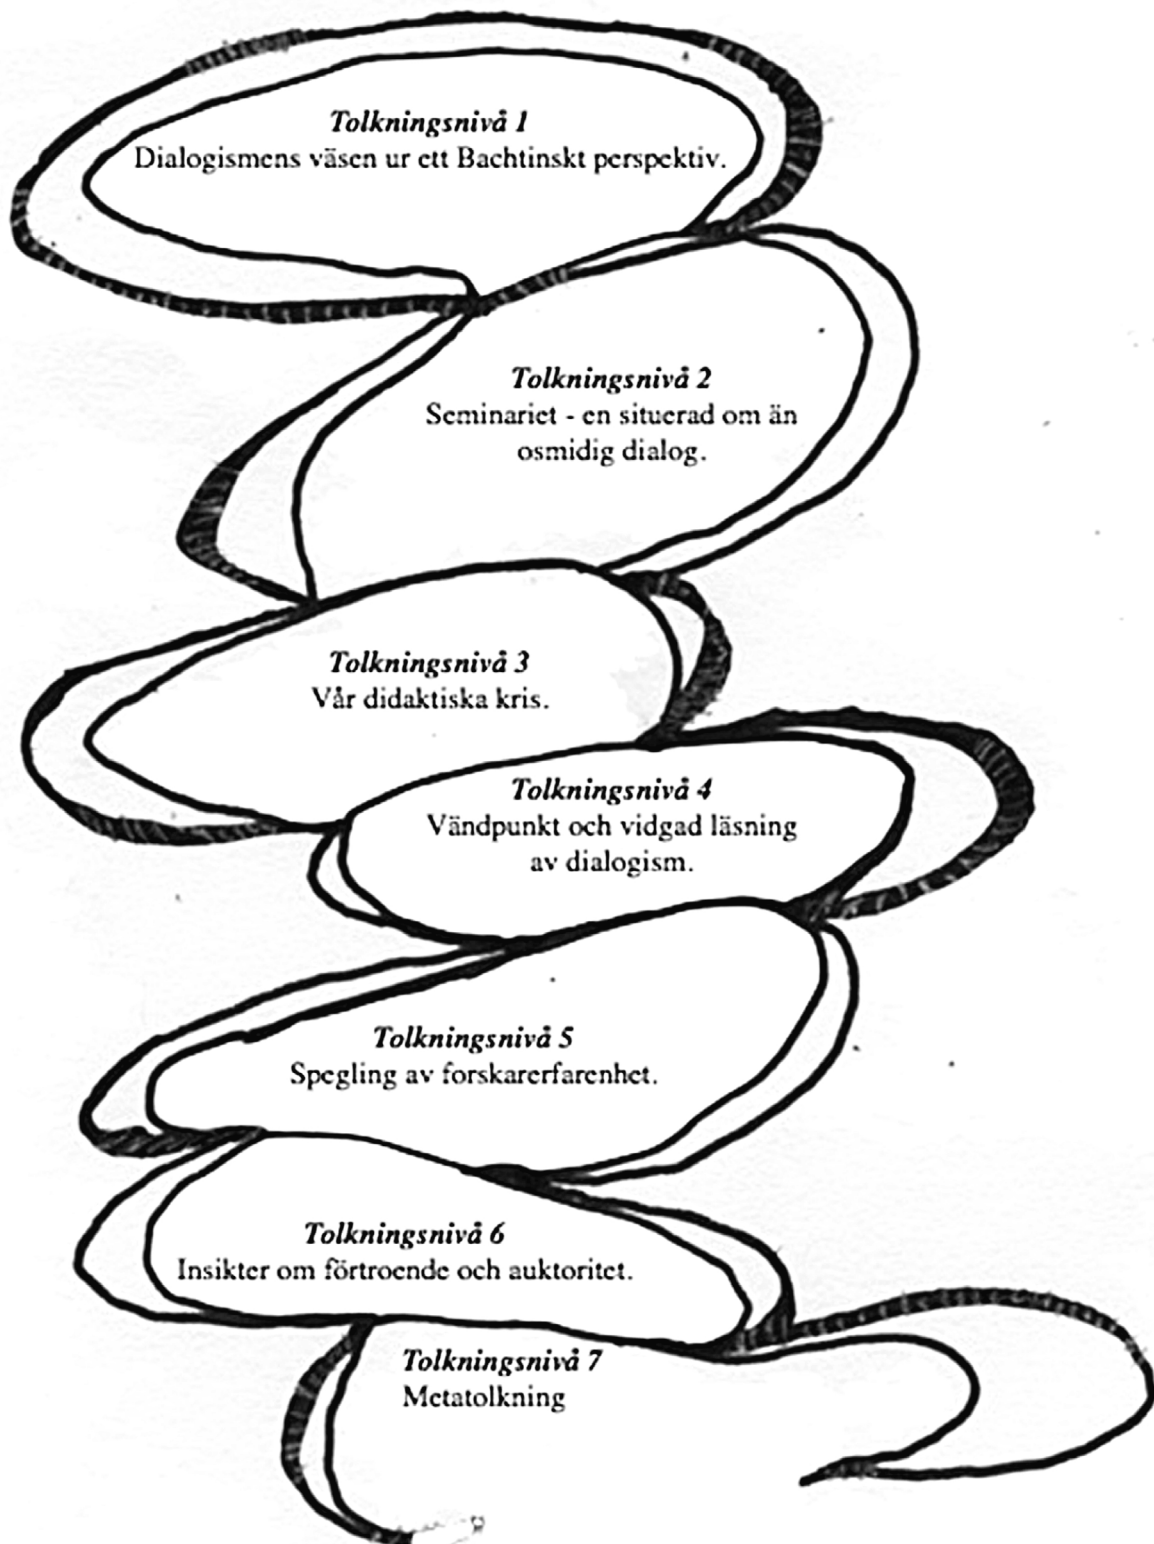 Tolkningsnivå 1
Dialogismens väsen ur ett Bachtinskt perspektiv.
Tolkningsnivå 2
Seminariet - en situerad om än
osmidig dialog.
Tolkningsnivå 3
Vår didaktiska kris.
Tolkningsnivå 4
Vändpunkt och vidgad läsning
av dialogism.
Tolkningsnivå 5
Spegling av forskarerfarenhet.
Tolkningsnivå 6
Insikter om förtroende och auktoritet.
Tolkningsnivå 7
Metatolkning